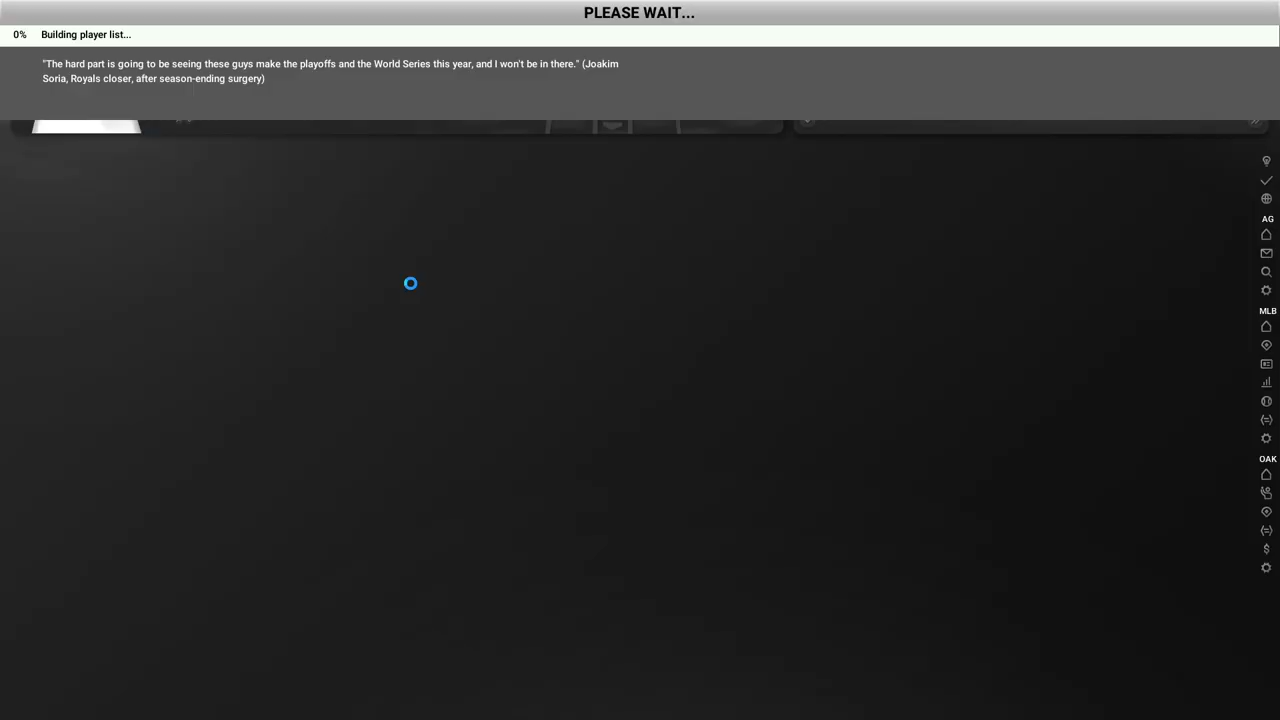 PLEASE WAIT...
0% Building player list...
"The hard part is going to be seeing these guys make the playoffs and the World Series this year, and I won't be in there." (Joakim
Soria, Royals closer, after season-ending surgery)
AG
MLB
OAK